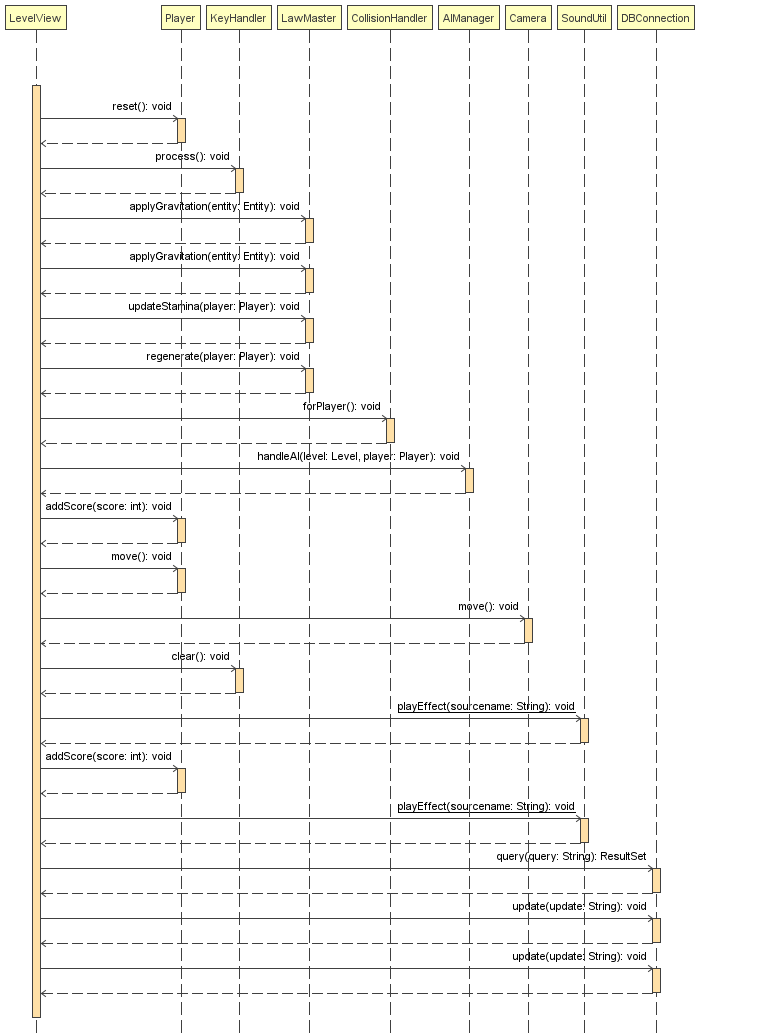 LevelView Player KeyHandler LawMaster CollisionHandler AIManager Camera SoundUtil DBConnection
reset(): void
process(): void
applyGravitation(entity: Entity): void
applyGravitation(entity: Entity): void
updateStamina(player: Player): void
regenerate(player: Player): void
forPlayer(): void
handleAI(level: Level, player: Player): void
addScore(score: int): void
move(): void
move(): void
clear(): void
playEffect(sourcename: String): void
addScore(score: int): void
playEffect(sourcename: String): void
query(query: String): ResultSet
update(update: String): void
update(update: String): void